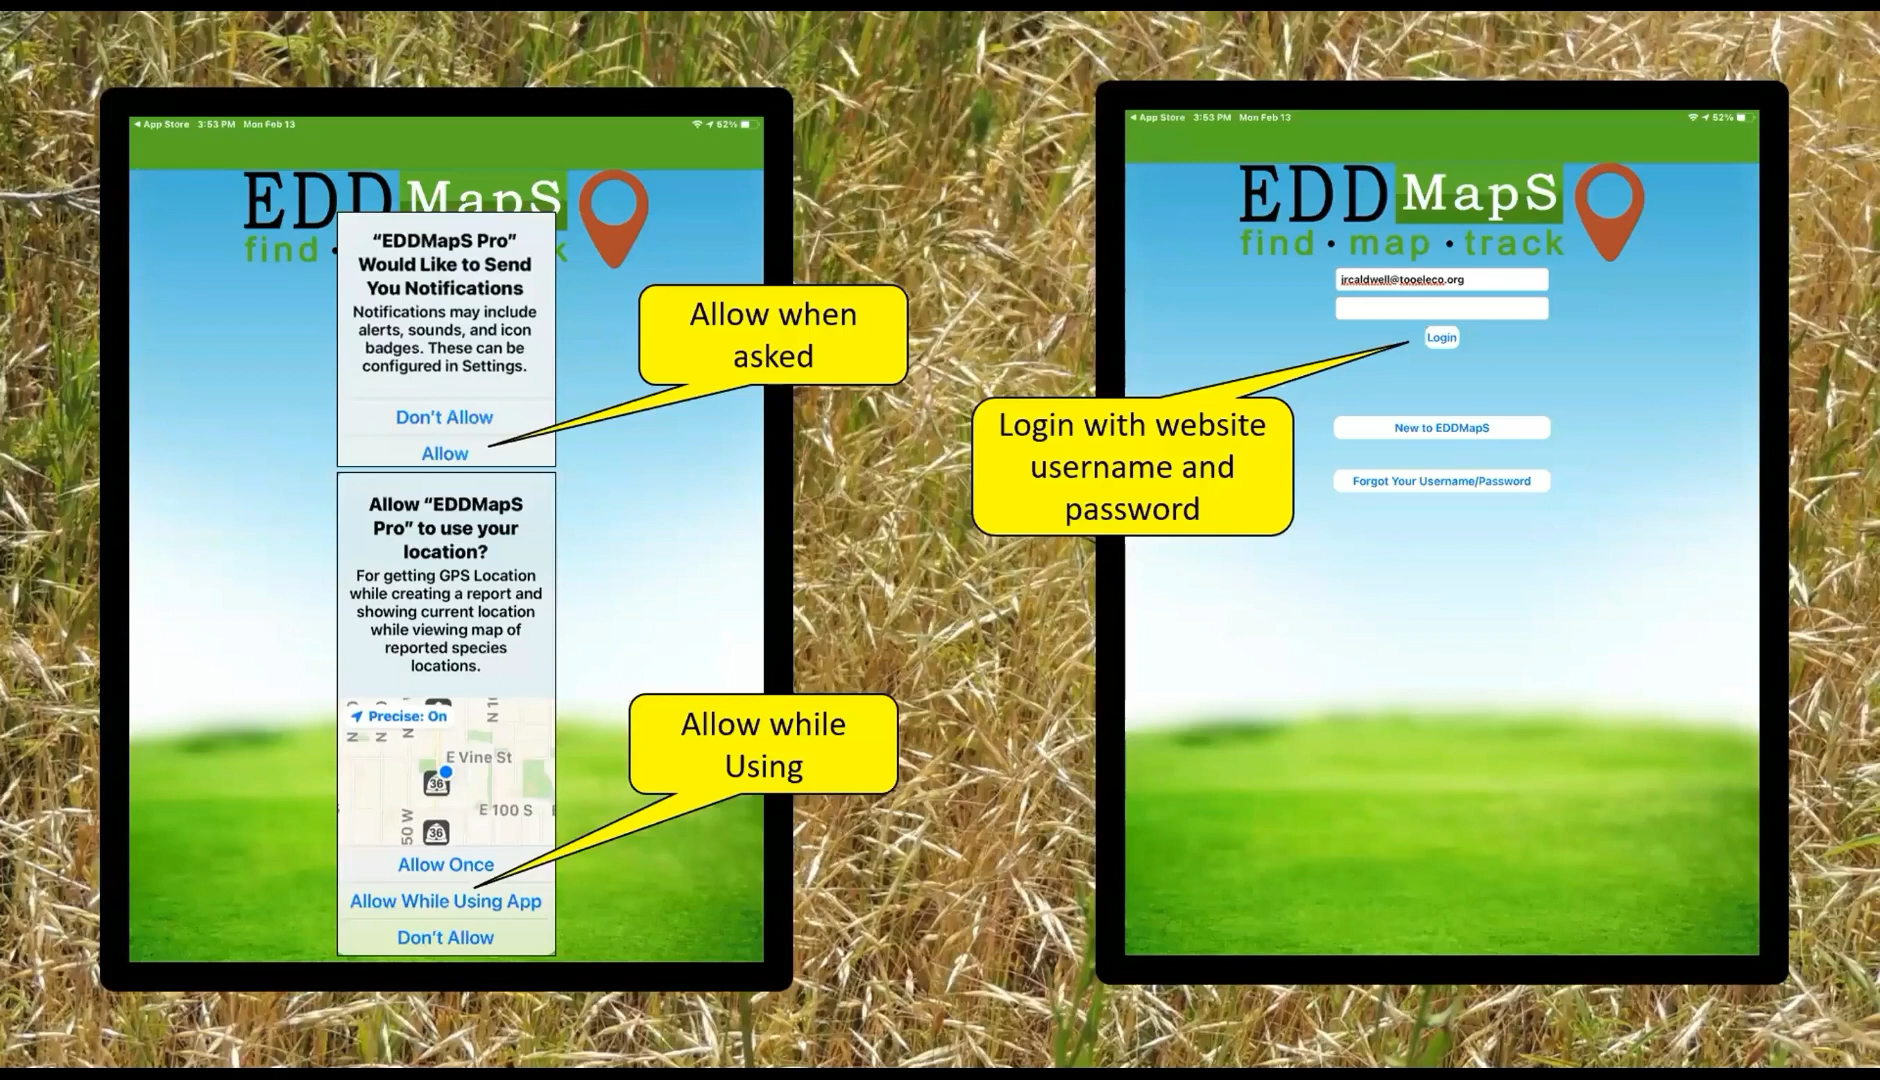 App Store 3:53 PM Mon Feb 13
52%
EDDMapS
find · k
“EDDMapS Pro”
Would Like to Send
You Notifications
Notifications may include
alerts, sounds, and icon
badges. These can be
configured in Settings.
Don’t Allow
Allow
Allow when
asked
Allow “EDDMapS
Pro” to use your
location?
For getting GPS Location
while creating a report and
showing current location
while viewing map of
reported species
locations.
Precise: On
N 1
E Vine St
36
E 100 S
50 W
36
Allow Once
Allow While Using App
Don’t Allow
Allow while
Using
App Store 3:53 PM Mon Feb 13
52%
EDDMapS
find · map · track
jrcaldwell@tooeleco.org
Login
Login with website
username and
password
New to EDDMapS
Forgot Your Username/Password